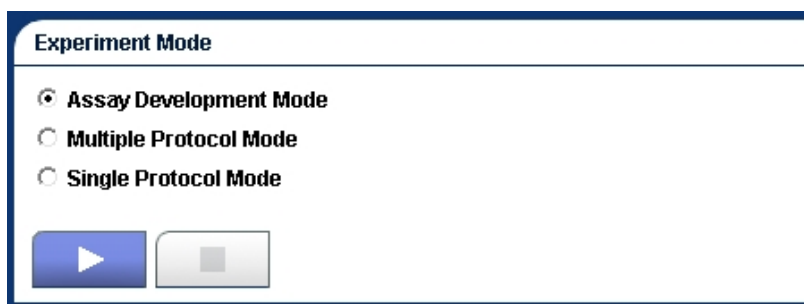 Experiment Mode
Assay Development Mode
Multiple Protocol Mode
Single Protocol Mode